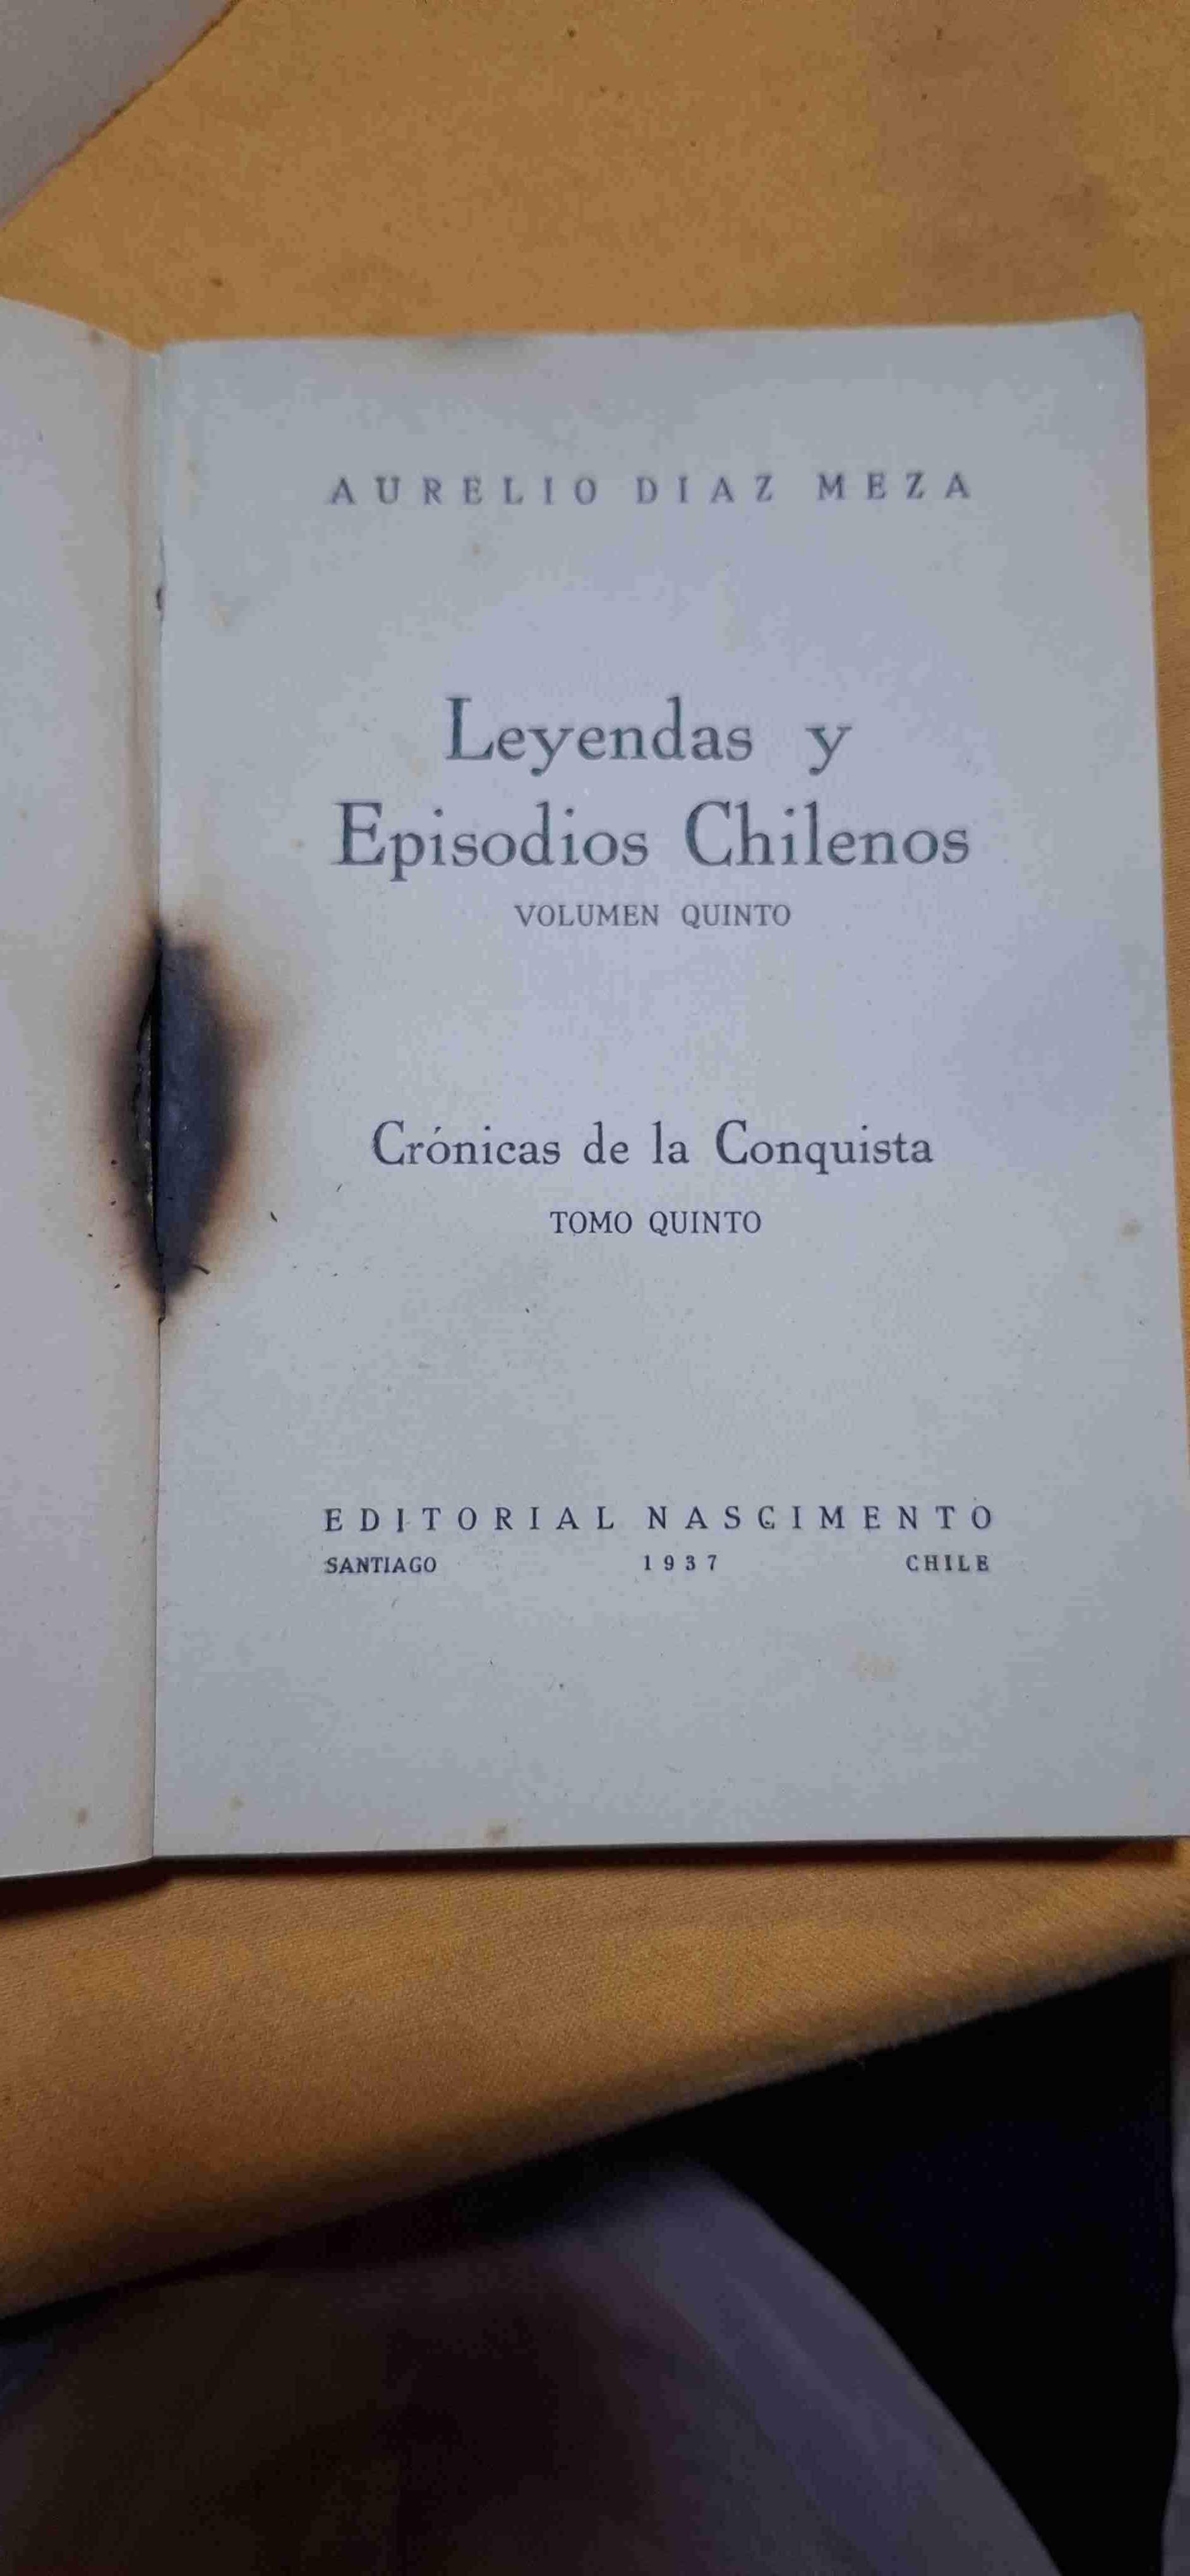 AURELIO DIAZ MEZA
Leyendas y
Episodios Chilenos
VOLUMEN QUINTO
Crónicas de la Conquista
TOMO QUINTO
EDITORIAL NASCIMENTO
SANTIAGO 1937 CHILE